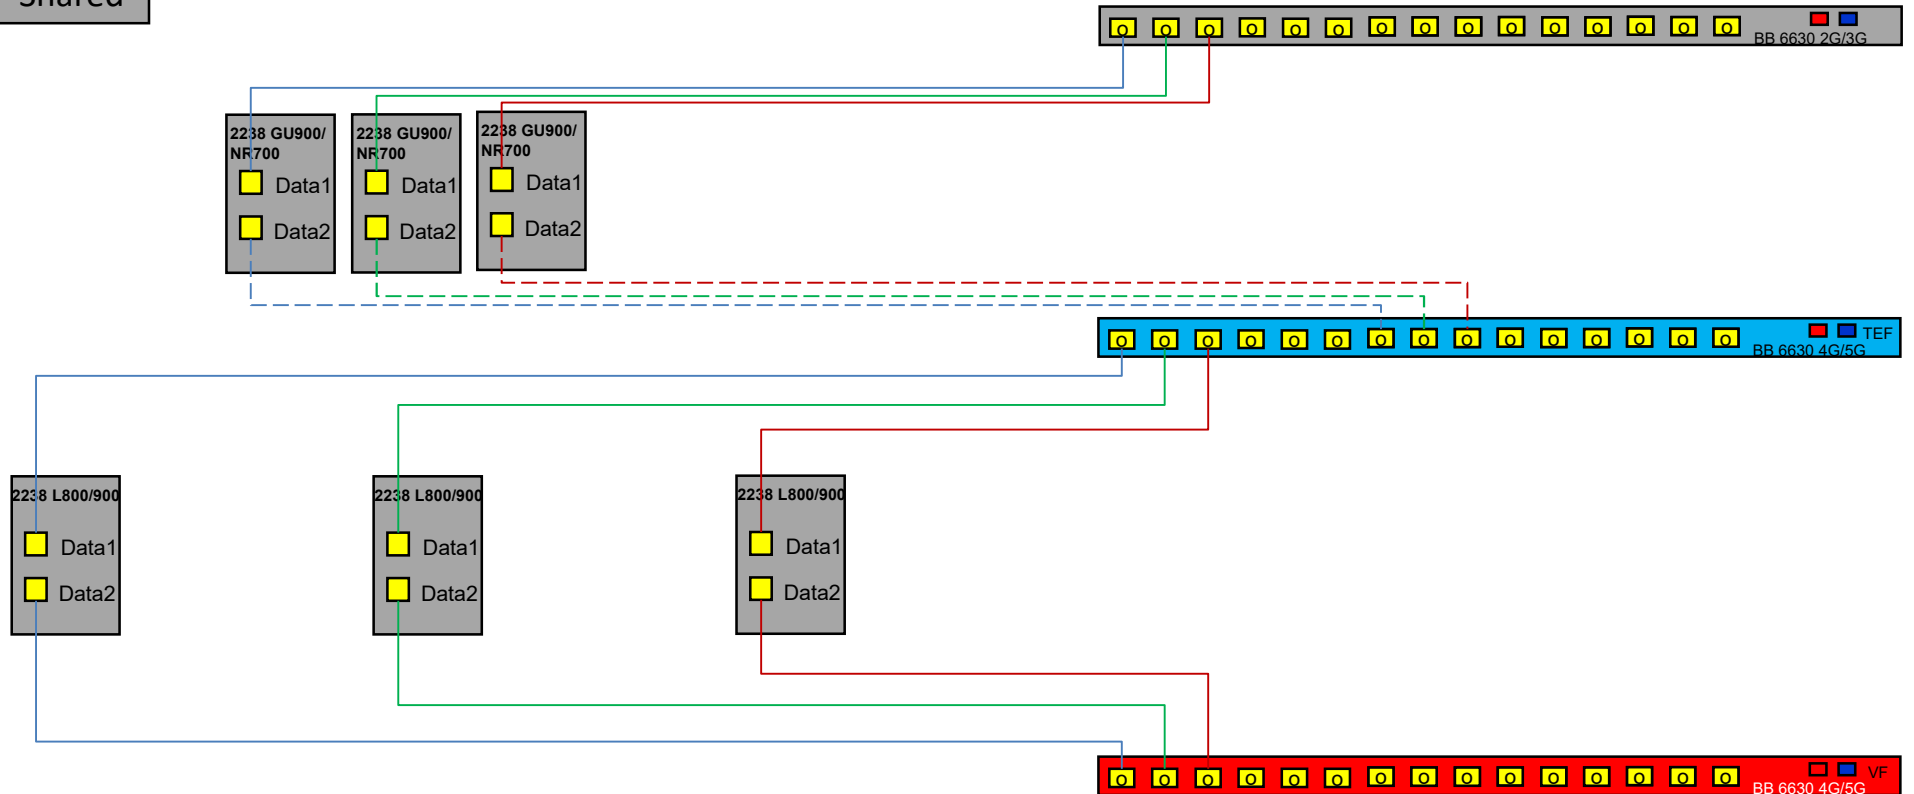 Shared
O O O O O O O O O O O O O O O
BB 6630 2G/3G
2238 GU900/
NR700
Data1
Data2
2238 GU900/
NR700
Data1
Data2
2238 GU900/
NR700
Data1
Data2
O O O O O O O O O O O O O O O
TEF
BB 6630 4G/5G
2238 L800/900
Data1
Data2
2238 L800/900
Data1
Data2
2238 L800/900
Data1
Data2
O O O O O O O O O O O O O O O
VF
BB 6630 4G/5G